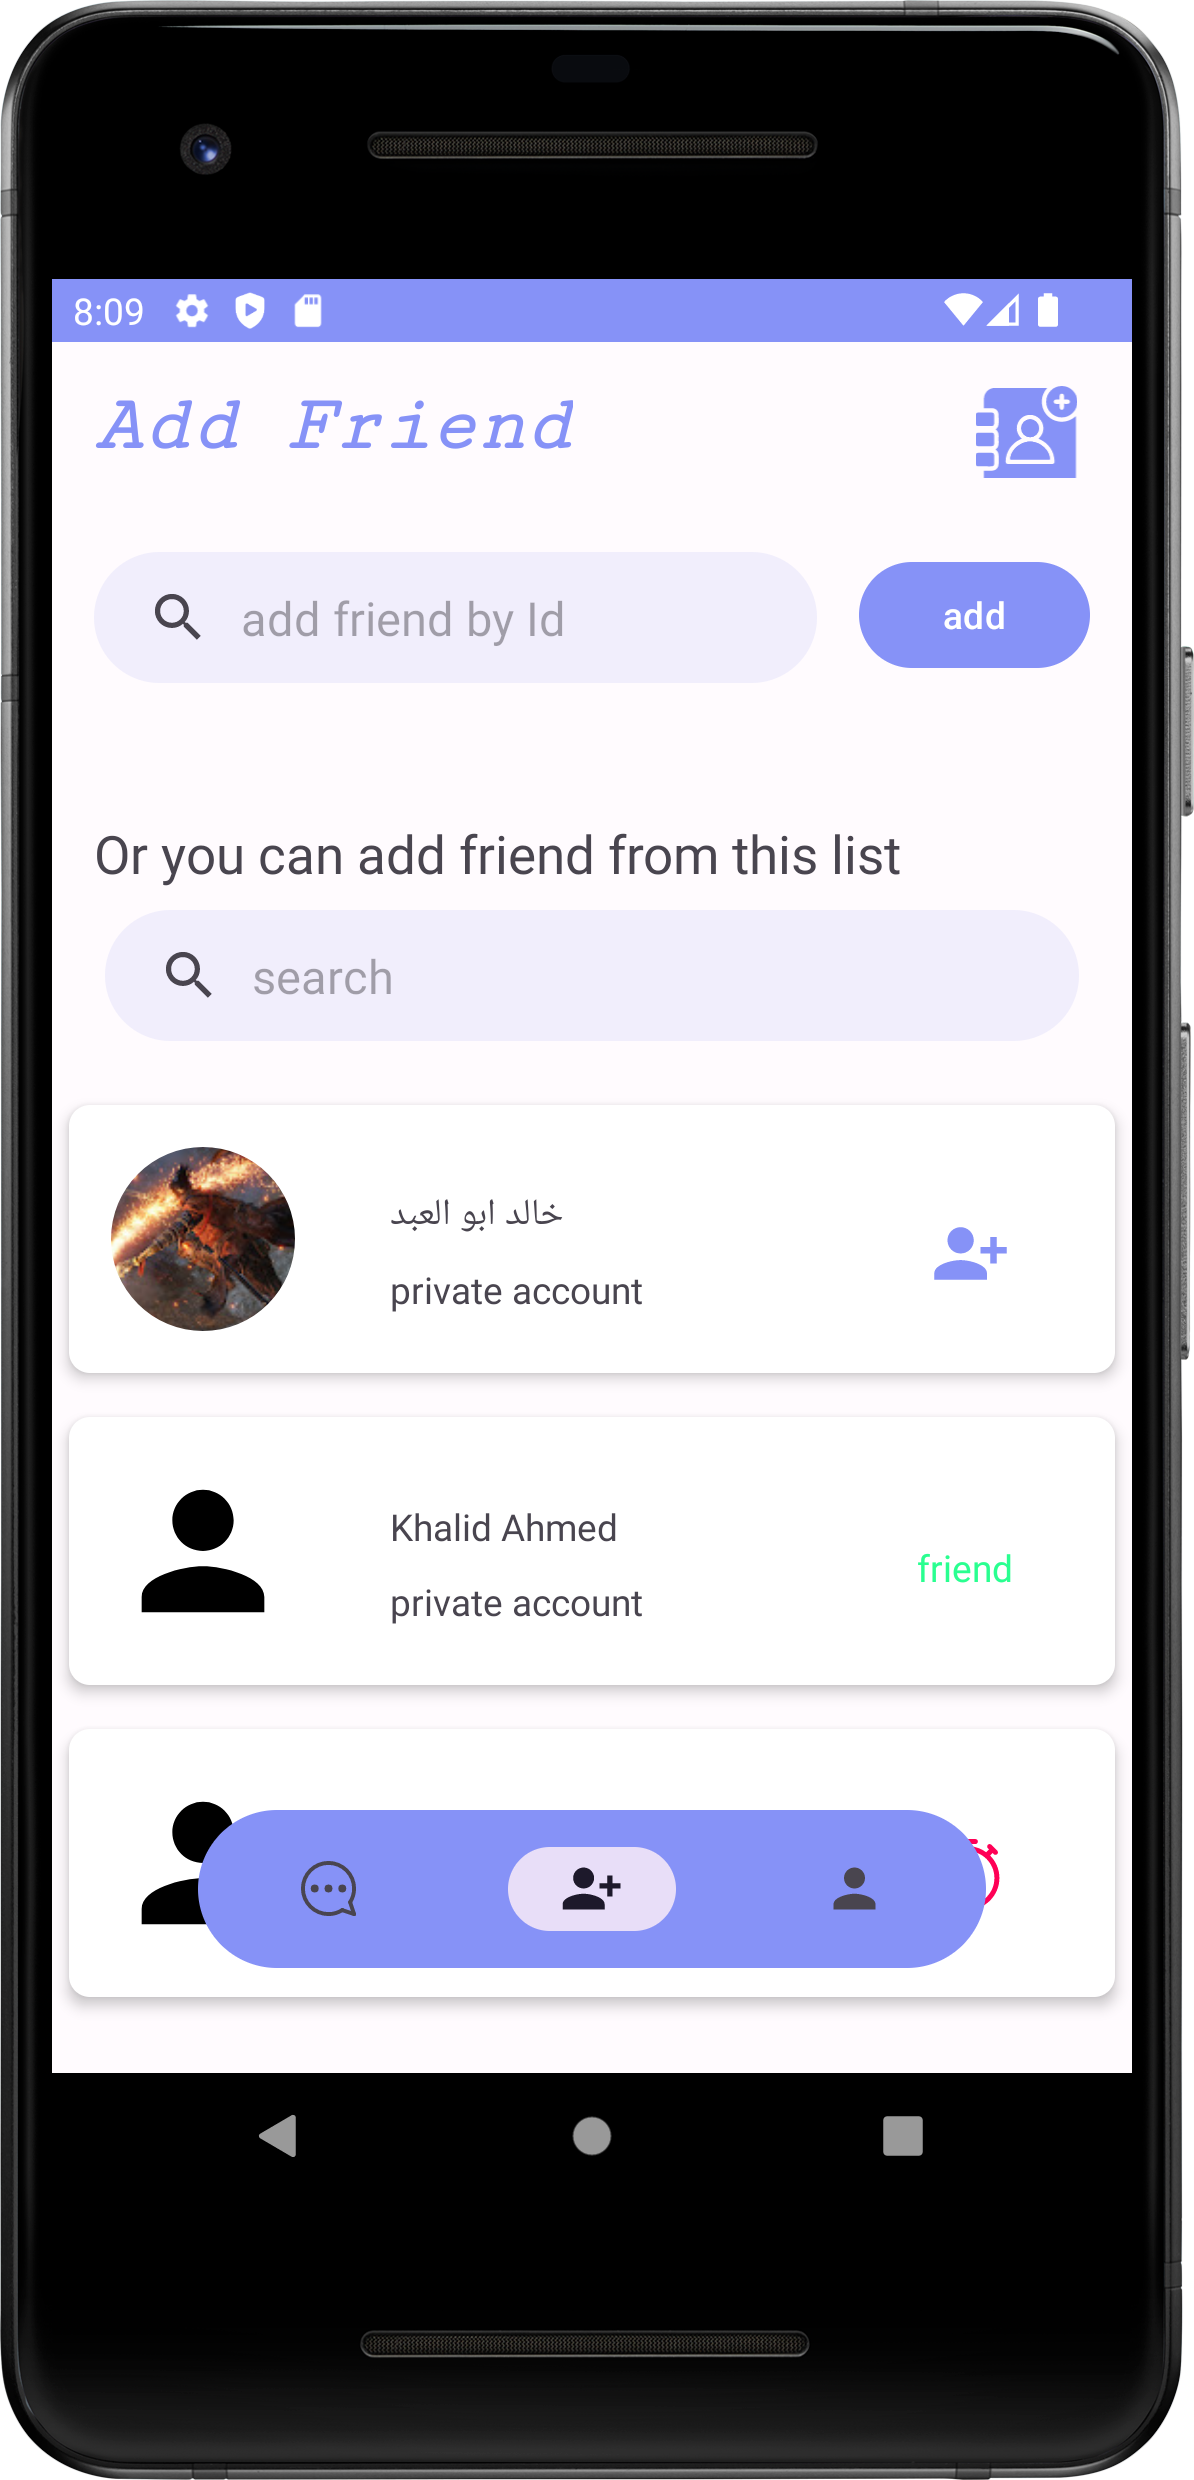 8:09
Add Friend
add friend by Id
add
Or you can add friend from this list
search
خالد ابو العبد
private account
Khalid Ahmed
private account
friend